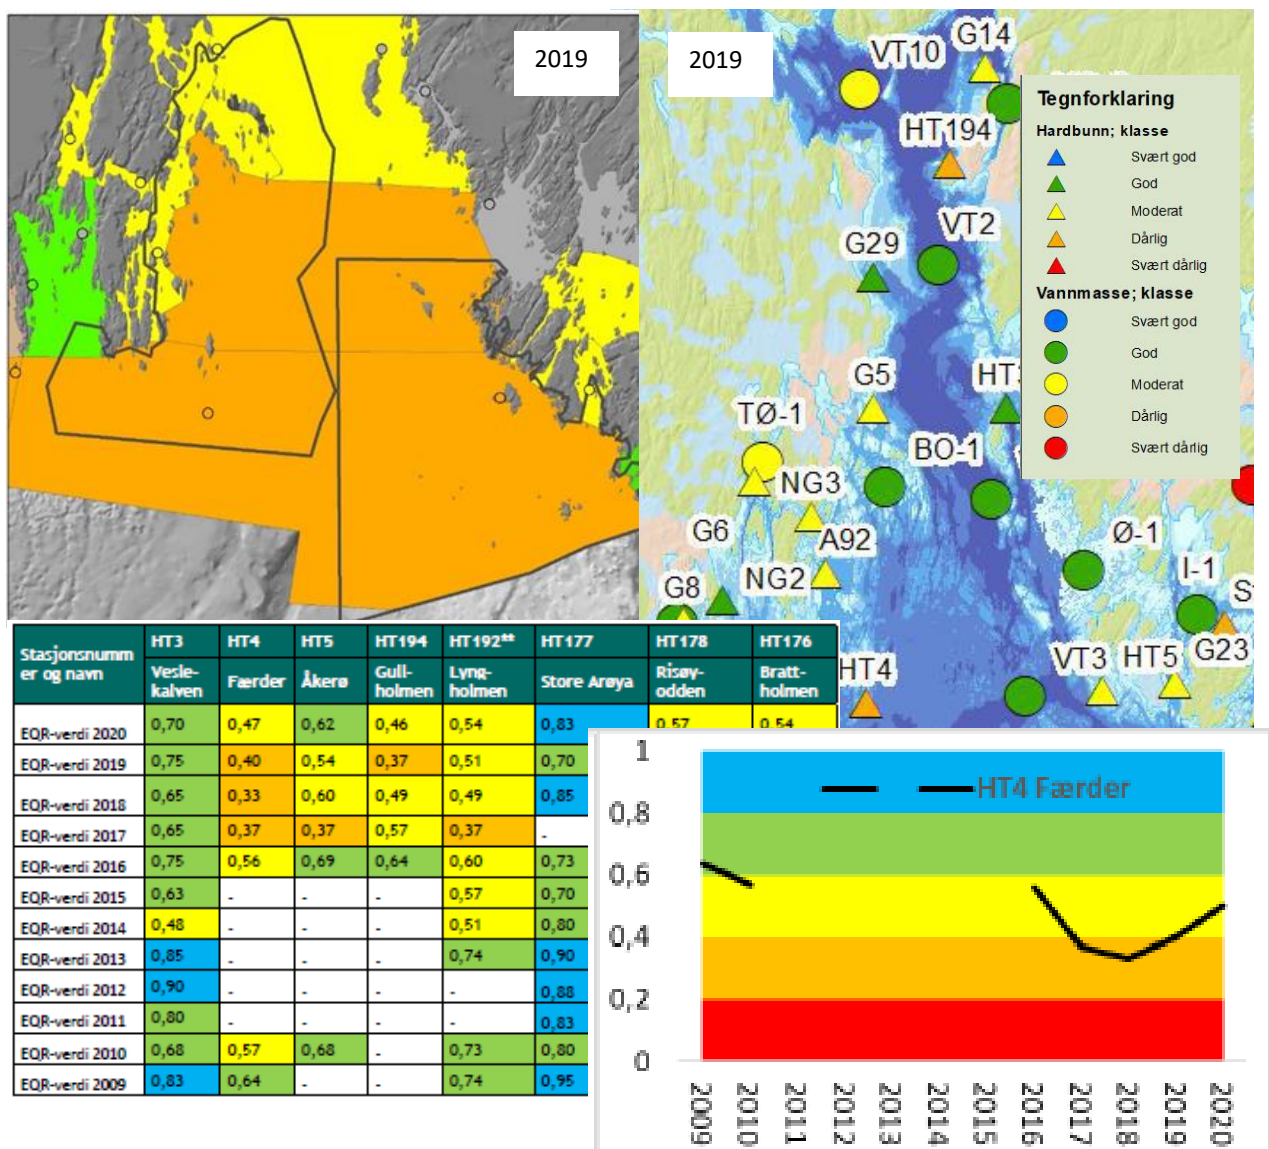 2019
2019
VT10
G14
HT194
VT2
G29
G5
TØ-1
BO-1
NG3
G6
A92
NG2
G8
Ø-1
I-1
HT4
VT3
HT5
G23
Tegnforklaring
Hardbunn; klasse
Svært god
God
Moderat
Dårlig
Svært dårlig
Vannmasse; klasse
Svært god
God
Moderat
Dårlig
Svært dårlig
Stasjonsnumm HT3 HT4 HT5 HT194 HT192** HT177 HT178 HT176
er og navn Vesle- Færder Åkerø Gull- Lyng- Store Arøya Risøy- Bratt-
kalven holmen holmen odden holmen
EQR-verdi 2020 0,70 0,47 0,62 0,46 0,54 0,83 0,57 0,54
EQR-verdi 2019 0,75 0,40 0,54 0,37 0,51 0,70
EQR-verdi 2018 0,65 0,33 0,60 0,49 0,49 0,85
EQR-verdi 2017 0,65 0,37 0,37 0,57 0,37 -
EQR-verdi 2016 0,75 0,56 0,69 0,64 0,60 0,73
EQR-verdi 2015 0,63 - - - 0,57 0,70
EQR-verdi 2014 0,48 - - - 0,51 0,80
EQR-verdi 2013 0,85 - - - 0,74 0,90
EQR-verdi 2012 0,90 - - - - 0,88
EQR-verdi 2011 0,80 - - - - 0,83
EQR-verdi 2010 0,68 0,57 0,68 - 0,73 0,80
EQR-verdi 2009 0,83 0,64 - - 0,74 0,95
HT4 Færder
1
0,8
0,6
0,4
0,2
0
2009
2010
2011
2012
2013
2014
2015
2016
2017
2018
2019
2020